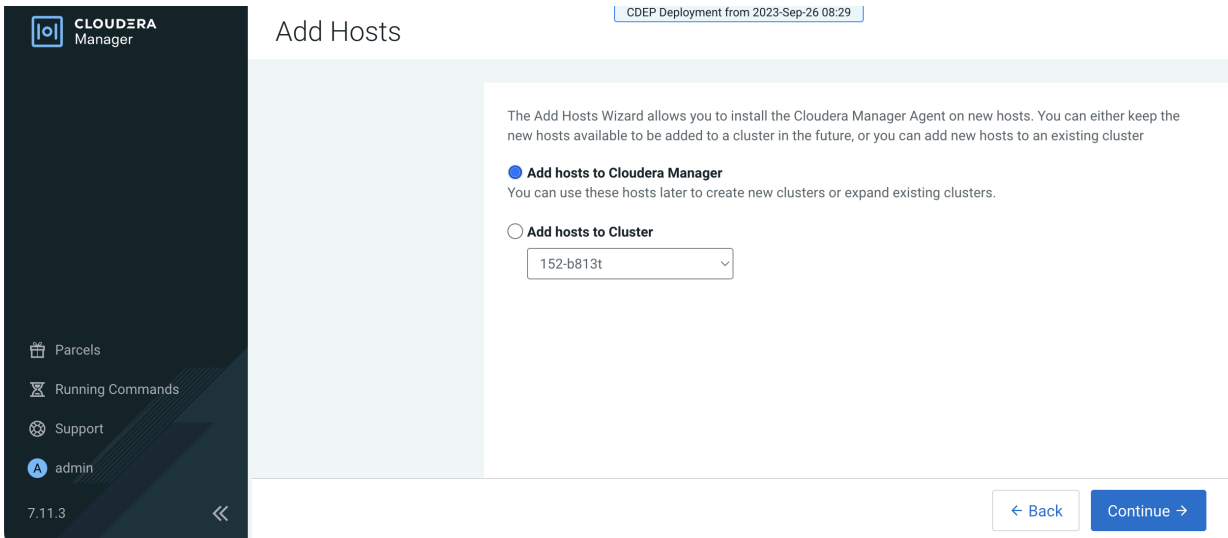 CLOUDERA
Manager
Add Hosts
CDEP Deployment from 2023-Sep-26 08:29
The Add Hosts Wizard allows you to install the Cloudera Manager Agent on new hosts. You can either keep the
new hosts available to be added to a cluster in the future, or you can add new hosts to an existing cluster
Add hosts to Cloudera Manager
You can use these hosts later to create new clusters or expand existing clusters.
Add hosts to Cluster
152-b813t
Parcels
Running Commands
Support
A admin
7.11.3
← Back
Continue →